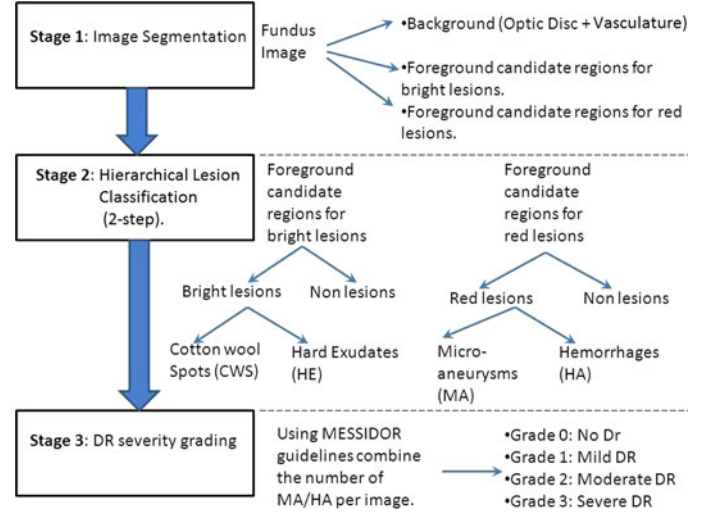 Stage 1: Image Segmentation
Fundus
Image
•Background (Optic Disc + Vasculature)
•Foreground candidate regions for
bright lesions.
•Foreground candidate regions for red
lesions.
Stage 2: Hierarchical Lesion
Classification
(2-step).
Foreground
candidate
regions for
bright lesions
Foreground
candidate
regions for
red lesions
Bright lesions
Non lesions
Red lesions
Non lesions
Cotton wool
Spots (CWS)
Hard Exudates
(HE)
Micro-
aneurysms
(MA)
Hemorrhages
(HA)
Stage 3: DR severity grading
Using MESSIDOR
guidelines combine
the number of
MA/HA per image.
•Grade 0: No Dr
•Grade 1: Mild DR
•Grade 2: Moderate DR
•Grade 3: Severe DR